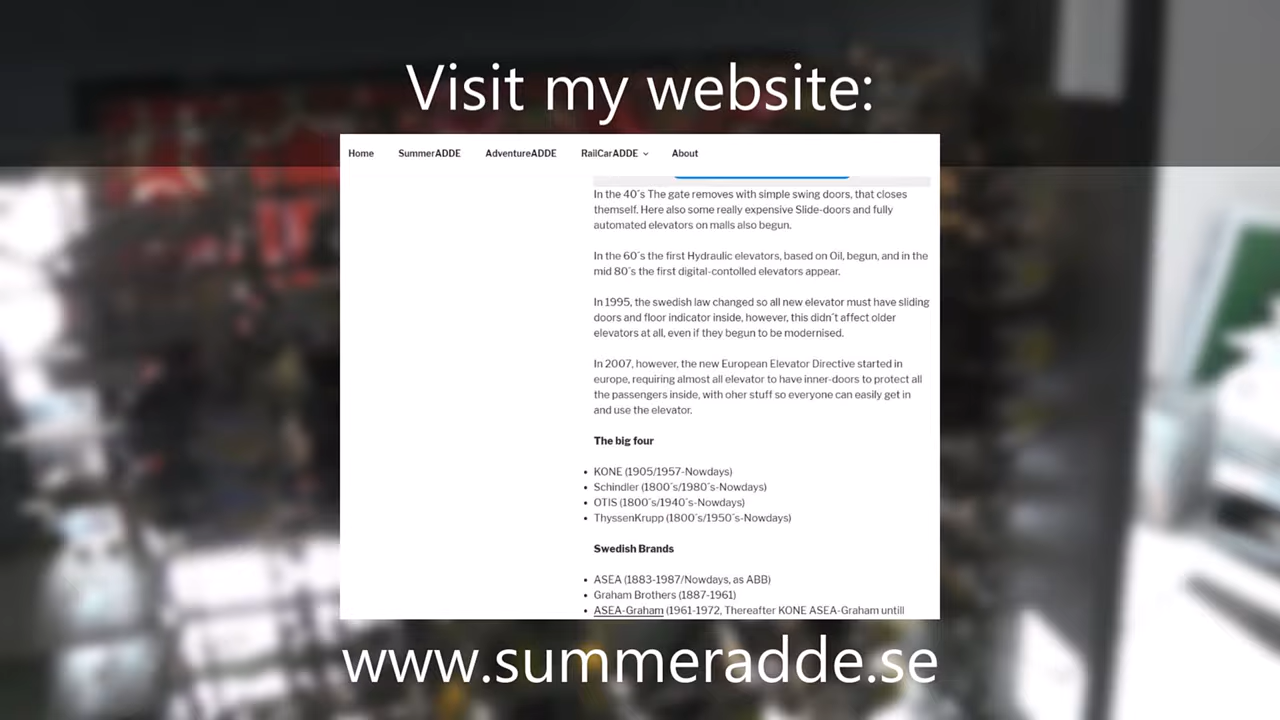 Visit my website:
Home SummerADDE AdventureADDE RailCarADDE About
In the 40´s The gate removes with simple swing doors, that closes
themself. Here also some really expensive Slide-doors and fully
automated elevators on malls also begun.
In the 60´s the first Hydraulic elevators, based on Oil, begun, and in the
mid 80´s the first digital-contolled elevators appear.
In 1995, the swedish law changed so all new elevator must have sliding
doors and floor indicator inside, however, this didn´t affect older
elevators at all, even if they begun to be modernised.
In 2007, however, the new European Elevator Directive started in
europe, requiring almost all elevator to have inner-doors to protect all
the passengers inside, with oher stuff so everyone can easily get in
and use the elevator.
The big four
• KONE (1905/1957-Nowdays)
• Schindler (1800´s/1980´s-Nowdays)
• OTIS (1800´s/1940´s-Nowdays)
• ThyssenKrupp (1800´s/1950´s-Nowdays)
Swedish Brands
• ASEA (1883-1987/Nowdays, as ABB)
• Graham Brothers (1887-1961)
• ASEA-Graham (1961-1972, Thereafter KONE ASEA-Graham untill
www.summeradde.se